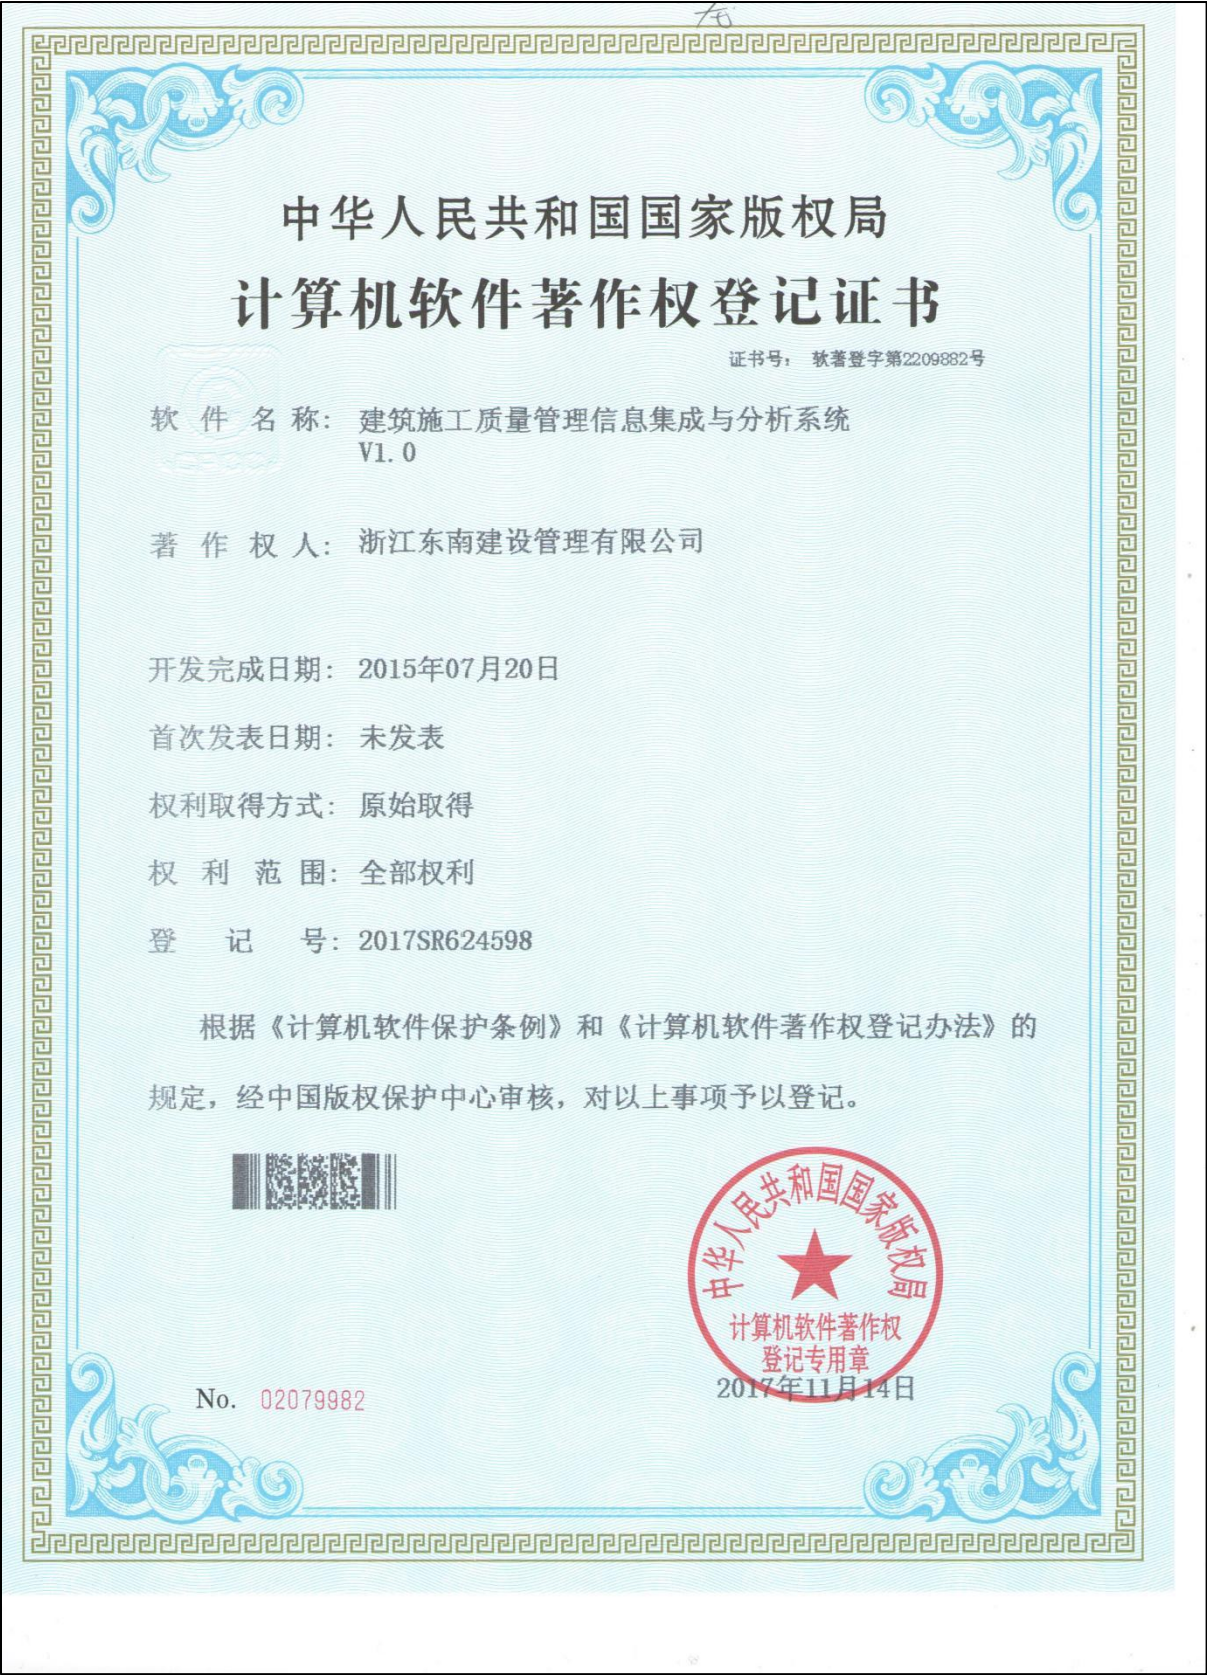 中华人民共和国国家版权局
计算机软件著作权登记证书
证书号： 软著登字第2209882号
软件名称： 建筑施工质量管理信息集成与分析系统
V1.0
著作权人： 浙江东南建设管理有限公司
开发完成日期： 2015年07月20日
首次发表日期： 未发表
权利取得方式： 原始取得
权利范围： 全部权利
登记号： 2017SR624598
根据《计算机软件保护条例》和《计算机软件著作权登记办法》的
规定，经中国版权保护中心审核，对以上事项予以登记。
中华人民共和国国家版权局
计算机软件著作权
登记专用章
2017年11月14日
No. 02079982